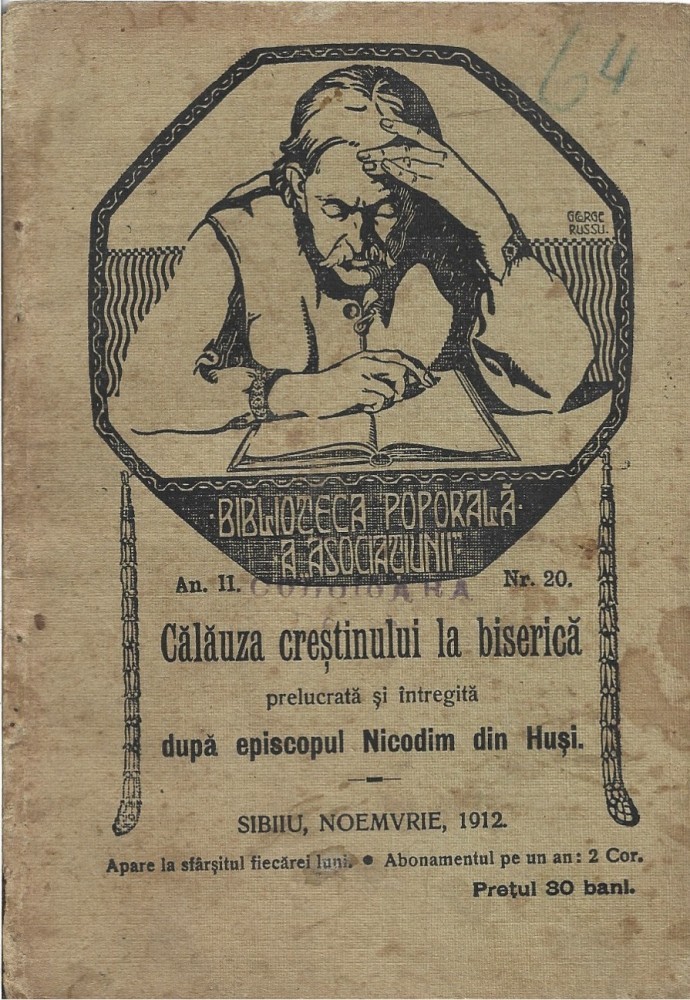 64
GEORGE
RUSSU.
·BIBLIOTECA POPORALĂ·
„A „ASOCIAȚIUNII"
An. II. Nr. 20.
Călăuza creștinului la biserică
prelucrată și întregită
după episcopul Nicodim din Huși.
SIBIIU, NOEMVRIE, 1912.
Apare la sfârșitul fiecărei luni. • Abonamentul pe un an: 2 Cor.
Prețul 30 bani.